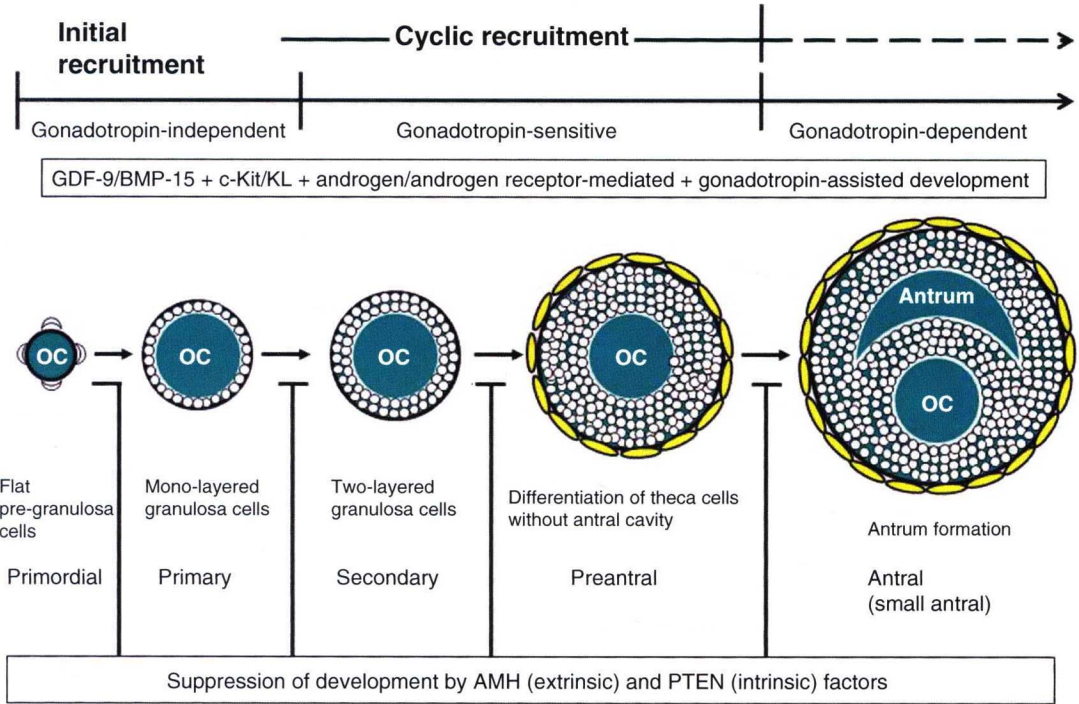 Initial
recruitment
Cyclic recruitment
Gonadotropin-independent
Gonadotropin-sensitive
Gonadotropin-dependent
GDF-9/BMP-15 + c-Kit/KL + androgen/androgen receptor-mediated + gonadotropin-assisted development
OC
OC
OC
OC
Antrum
OC
Flat
pre-granulosa
cells
Primordial
Mono-layered
granulosa cells
Primary
Two-layered
granulosa cells
Secondary
Differentiation of theca cells
without antral cavity
Preantral
Antrum formation
Antral
(small antral)
Suppression of development by AMH (extrinsic) and PTEN (intrinsic) factors